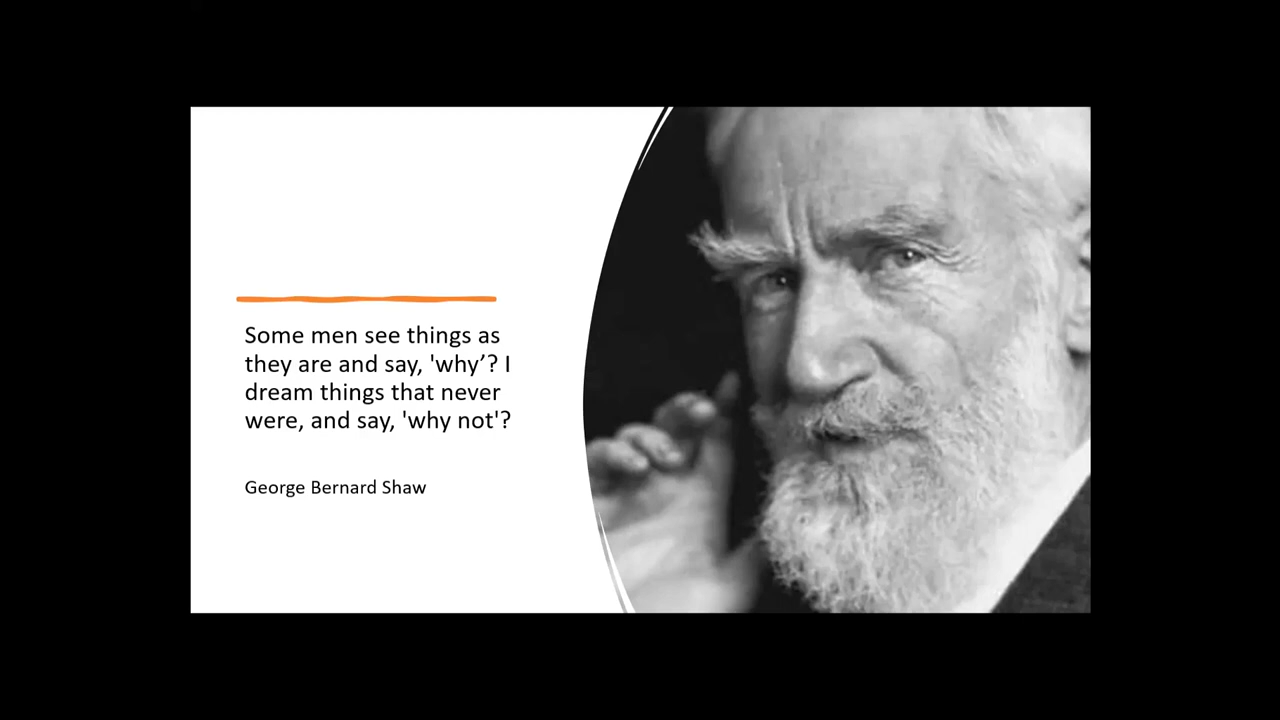 Some men see things as
they are and say, 'why’? I
dream things that never
were, and say, 'why not'?
George Bernard Shaw